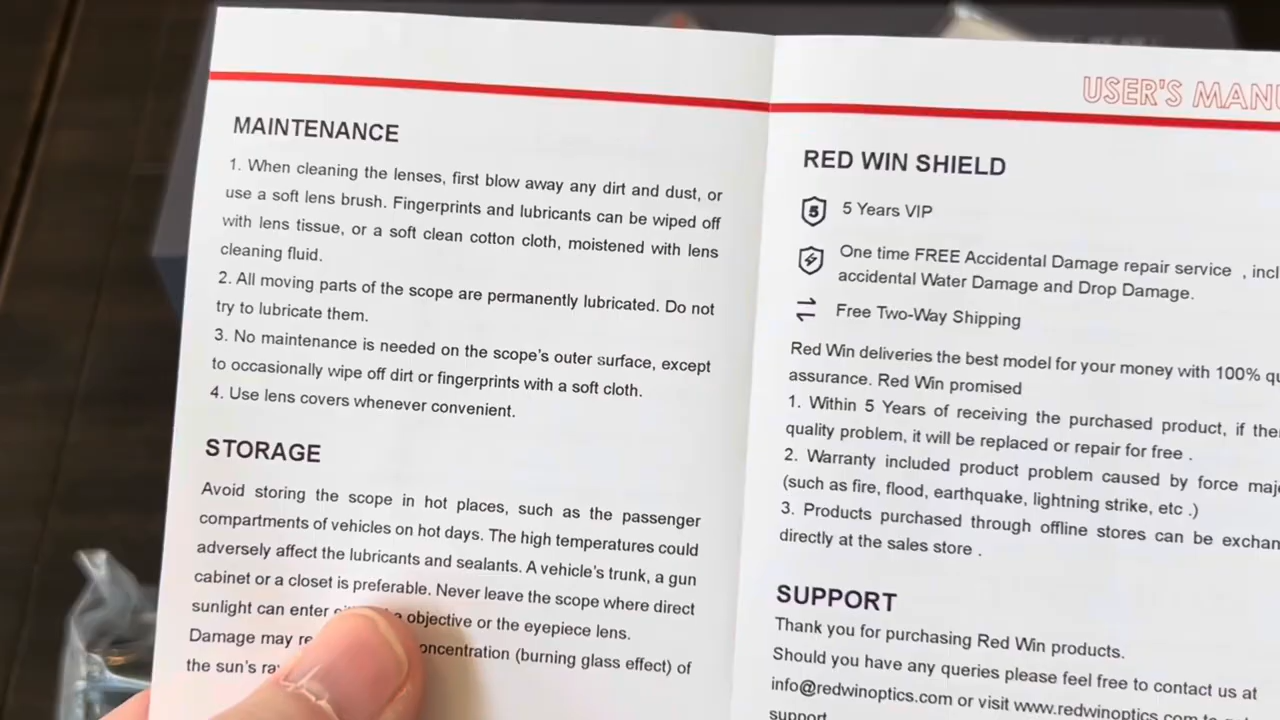 MAINTENANCE
1. When cleaning the lenses, first blow away any dirt and dust, or
use a soft lens brush. Fingerprints and lubricants can be wiped off
with lens tissue, or a soft clean cotton cloth, moistened with lens
cleaning fluid.
2. All moving parts of the scope are permanently lubricated. Do not
try to lubricate them.
3. No maintenance is needed on the scope's outer surface, except
to occasionally wipe off dirt or fingerprints with a soft cloth.
4. Use lens covers whenever convenient.
STORAGE
Avoid storing the scope in hot places, such as the passenger
compartments of vehicles on hot days. The high temperatures could
adversely affect the lubricants and sealants. A vehicle's trunk, a gun
cabinet or a closet is preferable. Never leave the scope where direct
sunlight can enter objective or the eyepiece lens.
Damage may (burning glass effect) of
the sun's
USER'S
RED WIN SHIELD
5
5 Years VIP
One time FREE Accidental Damage repair service ,
accidental Water Damage and Drop Damage.
Free Two-Way Shipping
Red Win deliveries the best model for your money with 100%
assurance. Red Win promised
1. Within 5 Years of receiving the purchased product, if
quality problem, it will be replaced or repair for free .
2. Warranty included product problem caused by force
(such as fire, flood, earthquake, lightning strike, etc .)
3. Products purchased through offline stores can be
directly at the sales store .
SUPPORT
Thank you for purchasing Red Win products.
Should you have any queries please feel free to contact us at
info@redwinoptics.com or visit www.redwinoptics.com to
support